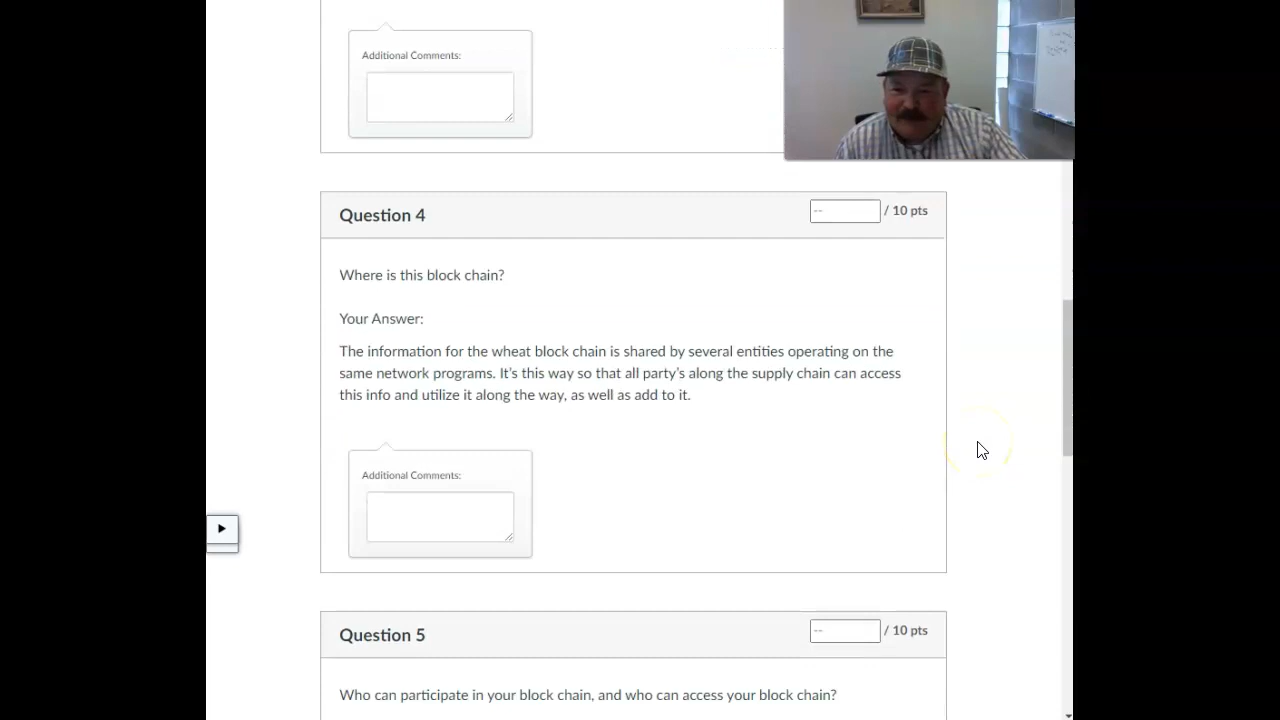 Additional Comments:
Question 4
-- / 10 pts
Where is this block chain?
Your Answer:
The information for the wheat block chain is shared by several entities operating on the
same network programs. It's this way so that all party's along the supply chain can access
this info and utilize it along the way, as well as add to it.
Additional Comments:
Question 5
-- / 10 pts
Who can participate in your block chain, and who can access your block chain?